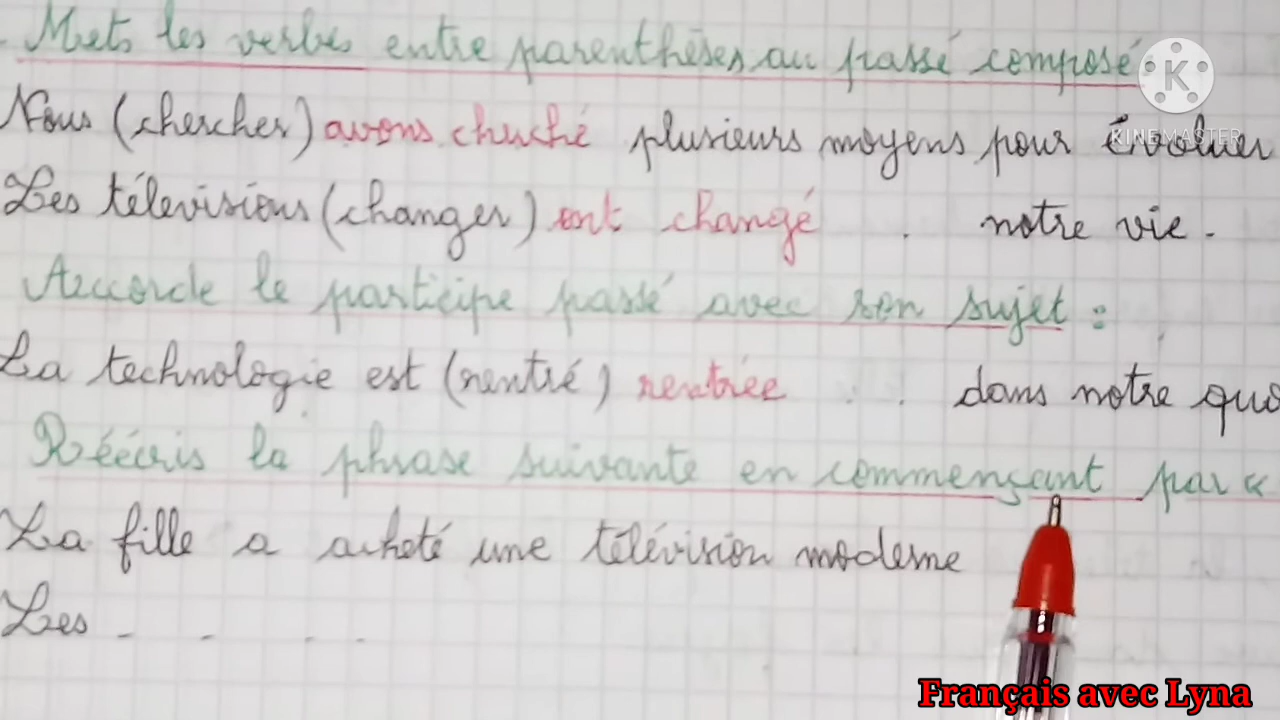 Mets les verbes entre parenthèses au passé composé
Nous (chercher) avons cherché plusieurs moyens pour évoluer
Les télevisions (changer) ont changé . notre vie.
Accorde le participe passé avec son sujet :
La technologie est (rentré) rentrée . . dans notre quo
Réécris la phrase suivante en commençant par «
La fille a acheté une télévision moderne
Les - - - -
K
KINEMASTER
Français avec Lyna